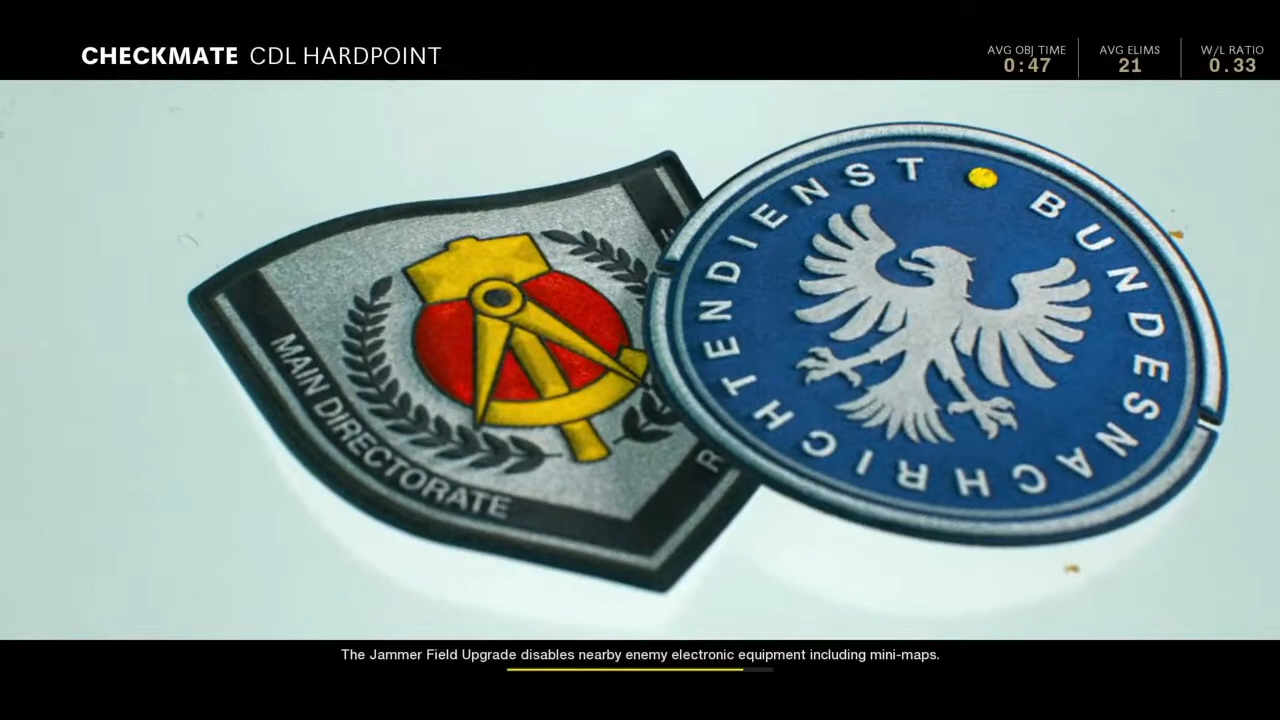 CHECKMATE CDL HARDPOINT
AVG OBJ TIME
0:47
AVG ELIMS
21
W/L RATIO
0.33
MAIN DIRECTORATE
R
BUNDESNACHRICHTENDIENST
The Jammer Field Upgrade disables nearby enemy electronic equipment including mini-maps.